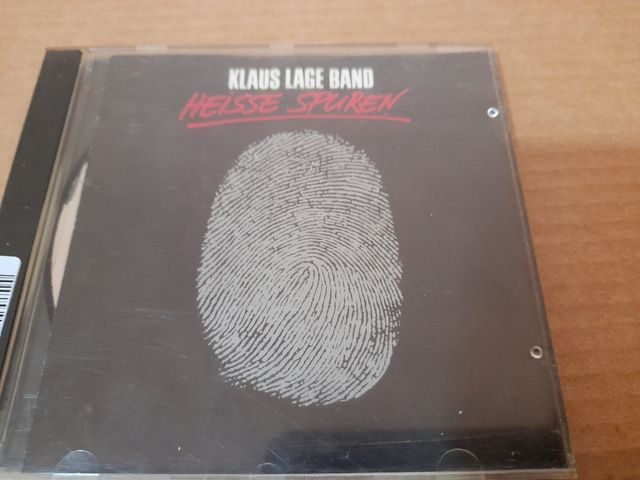 KLAUS LAGE BAND
HEISSE SPUREN